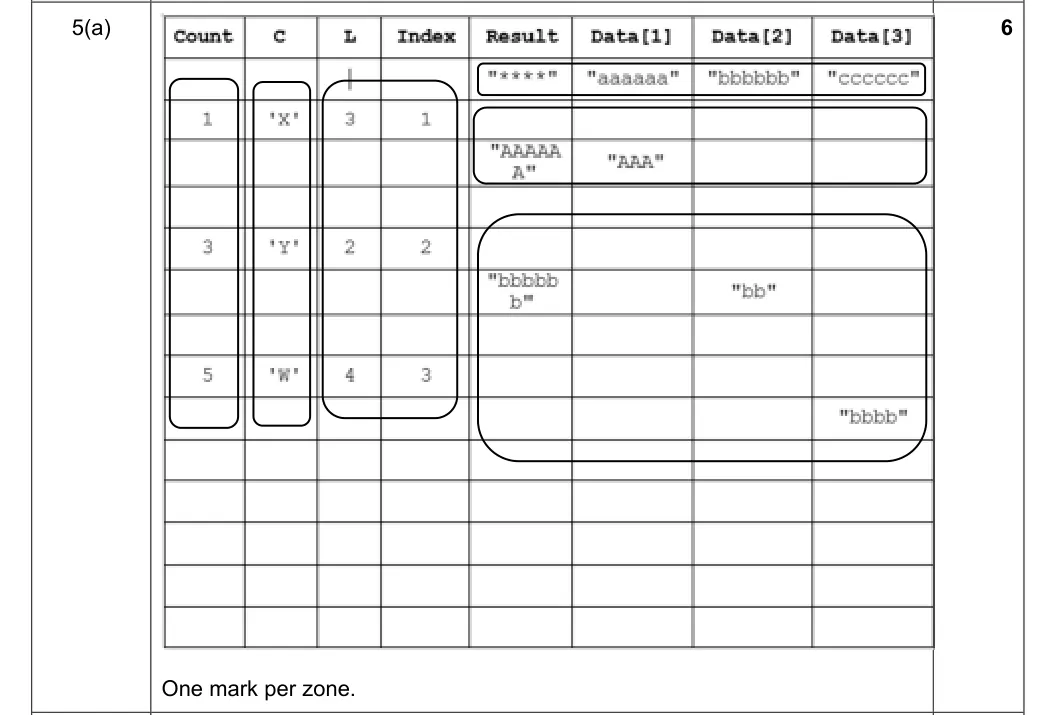 5(a)
Count C L Index Result Data[1] Data[2] Data[3] 6
"****" "aaaaaa" "bbbbbb" "cccccc"
1 'X' 3 1
"AAAAA
A" "AAA"
3 'Y' 2 2
"bbbbb
b" "bb"
5 'W' 4 3
"bbbb"
One mark per zone.